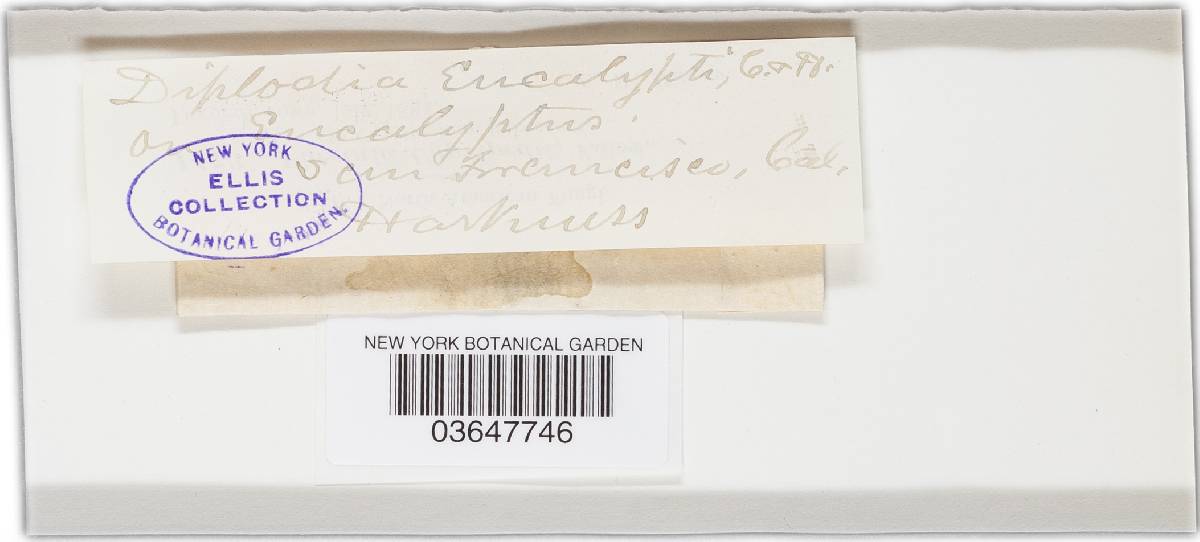 Diplodia Eucalypti, C. & H.
on Eucalyptus.
San Francisco, Cal.
Harkness
NEW YORK
ELLIS
COLLECTION
BOTANICAL GARDEN.
NEW YORK BOTANICAL GARDEN
03647746